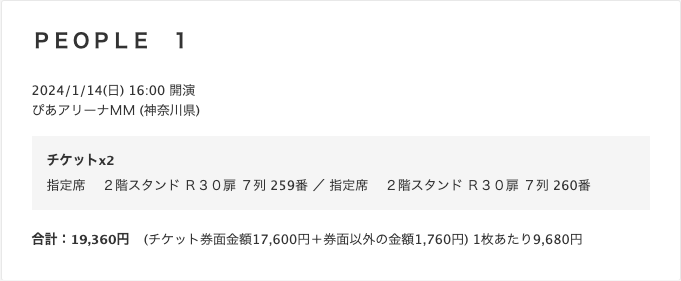 ＰＥＯＰＬＥ　１
2024/1/14(日) 16:00 開演
ぴあアリーナＭＭ (神奈川県)
チケットx2
指定席　２階スタンド Ｒ３０扉 ７列 259番 ／ 指定席　２階スタンド Ｒ３０扉 ７列 260番
合計：19,360円　(チケット券面金額17,600円＋券面以外の金額1,760円) 1枚あたり9,680円